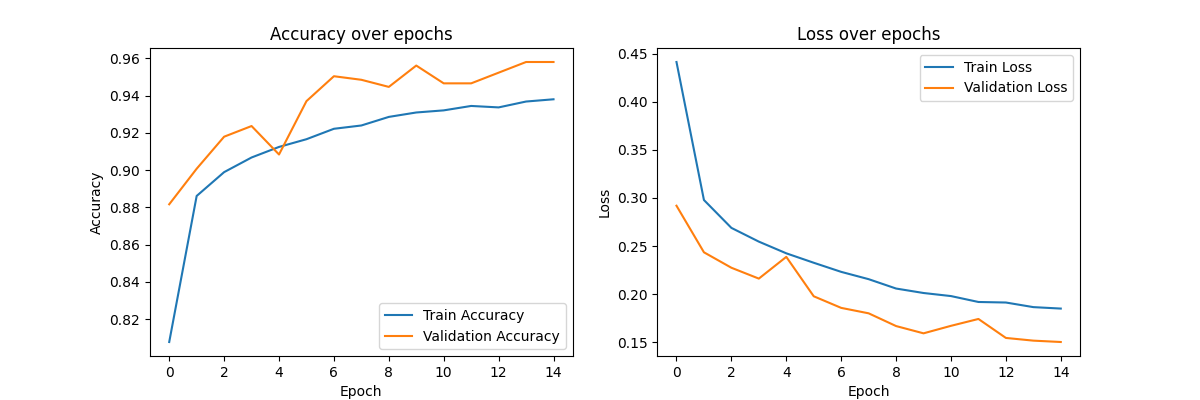 Accuracy over epochs
0.96
0.94
0.92
0.90
0.88
0.86
0.84
0.82
Accuracy
Train Accuracy
Validation Accuracy
0 2 4 6 8 10 12 14
Epoch
Loss over epochs
0.45
0.40
0.35
0.30
0.25
0.20
0.15
Loss
Train Loss
Validation Loss
0 2 4 6 8 10 12 14
Epoch